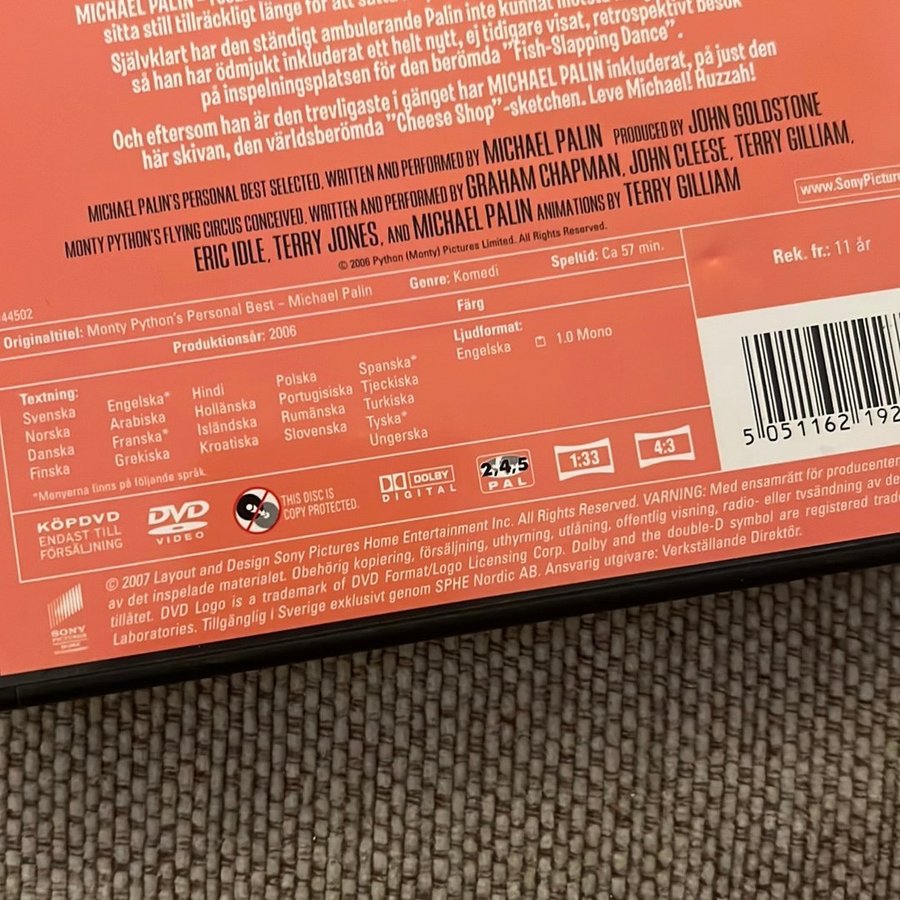 MICHAEL PALIN –
sitta still tillräckligt länge för att
Självklart har den ständigt ambulerande Palin inte kunnat
så han har ödmjukt inkluderat ett helt nytt, ej tidigare visat, retrospektivt besök
på inspelningsplatsen för den berömda "Fish-Slapping Dance".
Och eftersom han är den trevligaste i gänget har MICHAEL PALIN inkluderat, på just den
här skivan, den världsberömda "Cheese Shop"-sketchen. Leve Michael! Huzzah!
MICHAEL PALIN'S PERSONAL BEST SELECTED, WRITTEN AND PERFORMED BY MICHAEL PALIN PRODUCED BY JOHN GOLDSTONE
MONTY PYTHON'S FLYING CIRCUS CONCEIVED, WRITTEN AND PERFORMED BY GRAHAM CHAPMAN, JOHN CLEESE, TERRY GILLIAM,
ERIC IDLE, TERRY JONES, AND MICHAEL PALIN ANIMATIONS BY TERRY GILLIAM
© 2006 Python (Monty) Pictures Limited. All Rights Reserved.
www.SonyPicture
44502
Originaltitel: Monty Python's Personal Best – Michael Palin
Genre: Komedi
Speltid: Ca 57 min.
Rek. fr.: 11 år
Produktionsår: 2006
Färg
Textning:
Svenska
Norska
Danska
Finska
Engelska*
Arabiska
Franska*
Grekiska
Hindi
Hollänska
Isländska
Kroatiska
Polska
Portugisiska
Rumänska
Slovenska
Spanska*
Tjeckiska
Turkiska
Tyska*
Ungerska
Ljudformat:
Engelska 1.0 Mono
*Menyerna finns på följande språk.
5 051162 192
KÖPDVD
ENDAST TILL
FÖRSÄLJNING
DVD
VIDEO
THIS DISC IS
COPY PROTECTED.
DOLBY
DIGITAL
2,4,5
PAL
1:33
4:3
© 2007 Layout and Design Sony Pictures Home Entertainment Inc. All Rights Reserved. VARNING: Med ensamrätt för producenten
av det inspelade materialet. Obehörig kopiering, försäljning, uthyrning, utlåning, offentlig visning, radio- eller tvsändning av de
tillåtet. DVD Logo is a trademark of DVD Format/Logo Licensing Corp. Dolby and the double-D symbol are registered trad
Laboratories. Tillgänglig i Sverige exklusivt genom SPHE Nordic AB. Ansvarig utgivare: Verkställande Direktör.
SONY
PICTURES